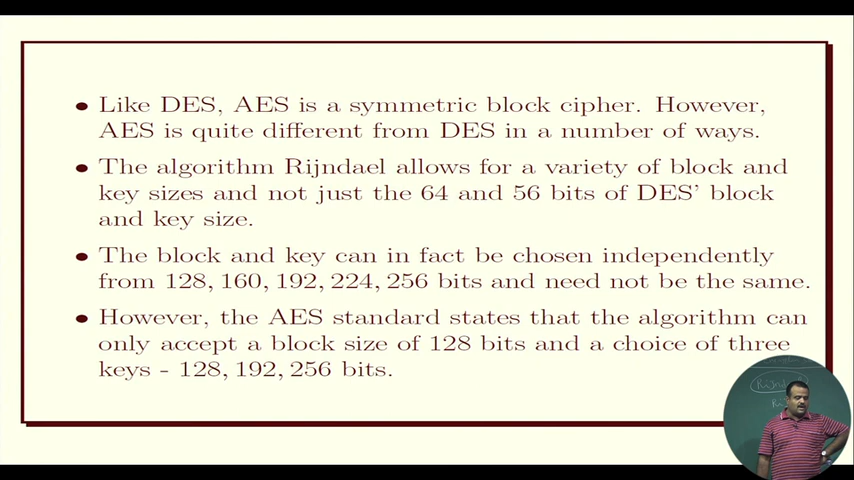 • Like DES, AES is a symmetric block cipher. However,
AES is quite different from DES in a number of ways.
• The algorithm Rijndael allows for a variety of block and
key sizes and not just the 64 and 56 bits of DES' block
and key size.
• The block and key can in fact be chosen independently
from 128, 160, 192, 224, 256 bits and need not be the same.
• However, the AES standard states that the algorithm can
only accept a block size of 128 bits and a choice of three
keys - 128, 192, 256 bits.